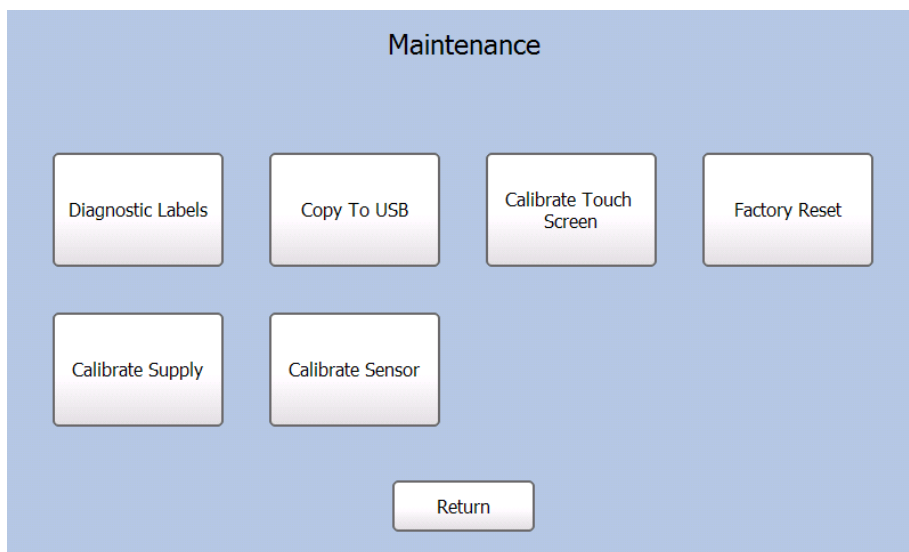 Maintenance
Diagnostic Labels
Copy To USB
Calibrate Touch
Screen
Factory Reset
Calibrate Supply
Calibrate Sensor
Return